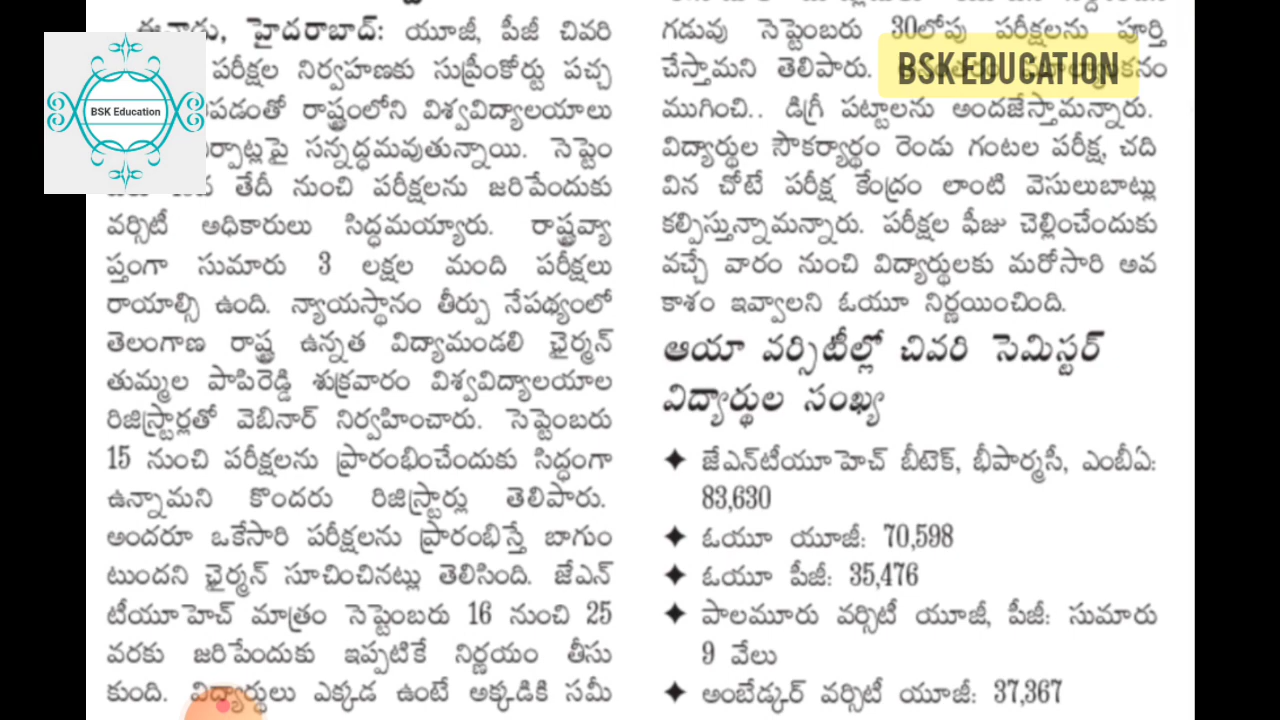 BSK Education
ఈనాడు, హైదరాబాద్: యూజీ, పీజీ చివరి
పరీక్షల నిర్వహణకు సుప్రీంకోర్టు పచ్చ
రాష్ట్రంలోని విశ్వవిద్యాలయాలు
సన్నద్ధమవుతున్నాయి. సెప్టెం
తేదీ నుంచి పరీక్షలను జరిపేందుకు
వర్సిటీ అధికారులు సిద్ధమయ్యారు. రాష్ట్రవ్యా
ప్తంగా సుమారు 3 లక్షల మంది పరీక్షలు
రాయాల్సి ఉంది. న్యాయస్థానం తీర్పు నేపథ్యంలో
తెలంగాణ రాష్ట్ర ఉన్నత విద్యామండలి ఛైర్మన్
తుమ్మల పాపిరెడ్డి శుక్రవారం విశ్వవిద్యాలయాల
రిజిస్ట్రార్లతో వెబినార్ నిర్వహించారు. సెప్టెంబరు
15 నుంచి పరీక్షలను ప్రారంభించేందుకు సిద్ధంగా
ఉన్నామని కొందరు రిజిస్ట్రార్లు తెలిపారు.
అందరూ ఒకేసారి పరీక్షలను ప్రారంభిస్తే బాగుం
టుందని ఛైర్మన్ సూచించినట్లు తెలిసింది. జేఎన్
టీయూహెచ్ మాత్రం సెప్టెంబరు 16 నుంచి 25
వరకు జరిపేందుకు ఇప్పటికే నిర్ణయం తీసు
కుంది. విద్యార్థులు ఎక్కడ ఉంటే అక్కడికి సమీ
గడువు సెప్టెంబరు 30లోపు పరీక్షలను పూర్తి
చేస్తామని తెలిపారు.
BSK EDUCATION
ముగించి.. డిగ్రీ పట్టాలను అందజేస్తామన్నారు.
విద్యార్థుల సౌకర్యార్థం రెండు గంటల పరీక్ష, చది
విన చోటే పరీక్ష కేంద్రం లాంటి వెసులుబాట్లు
కల్పిస్తున్నామన్నారు. పరీక్షల ఫీజు చెల్లించేందుకు
వచ్చే వారం నుంచి విద్యార్థులకు మరోసారి అవ
కాశం ఇవ్వాలని ఓయూ నిర్ణయించింది.
ఆయా వర్సిటీల్లో చివరి సెమిస్టర్
విద్యార్థుల సంఖ్య
✦ జేఎన్‌టీయూహెచ్ బీటెక్, భీపార్మసీ, ఎంబీఏ:
83,630
✦ ఓయూ యూజీ: 70,598
✦ ఓయూ పీజీ: 35,476
✦ పాలమూరు వర్సిటీ యూజీ, పీజీ: సుమారు
9 వేలు
✦ అంబేడ్కర్ వర్సిటీ యూజీ: 37,367